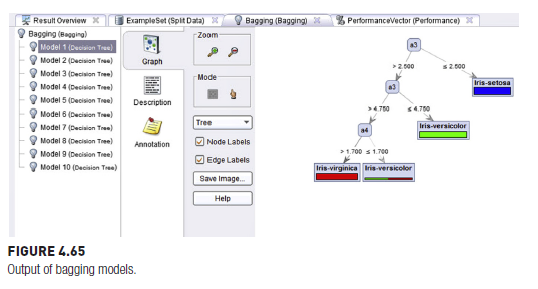 Result Overview
ExampleSet (Split Data)
Bagging (Bagging)
PerformanceVector (Performance)
Bagging (Bagging)
Model 1 (Decision Tree)
Model 2 (Decision Tree)
Model 3 (Decision Tree)
Model 4 (Decision Tree)
Model 5 (Decision Tree)
Model 6 (Decision Tree)
Model 7 (Decision Tree)
Model 8 (Decision Tree)
Model 9 (Decision Tree)
Model 10 (Decision Tree)
Graph
Description
Annotation
Zoom
Mode
Tree
Node Labels
Edge Labels
Save Image...
Help
a3
> 2.500 ≤ 2.500
a3 Iris-setosa
> 4.750 ≤ 4.750
a4 Iris-versicolor
> 1.700 ≤ 1.700
Iris-virginica Iris-versicolor
FIGURE 4.65
Output of bagging models.